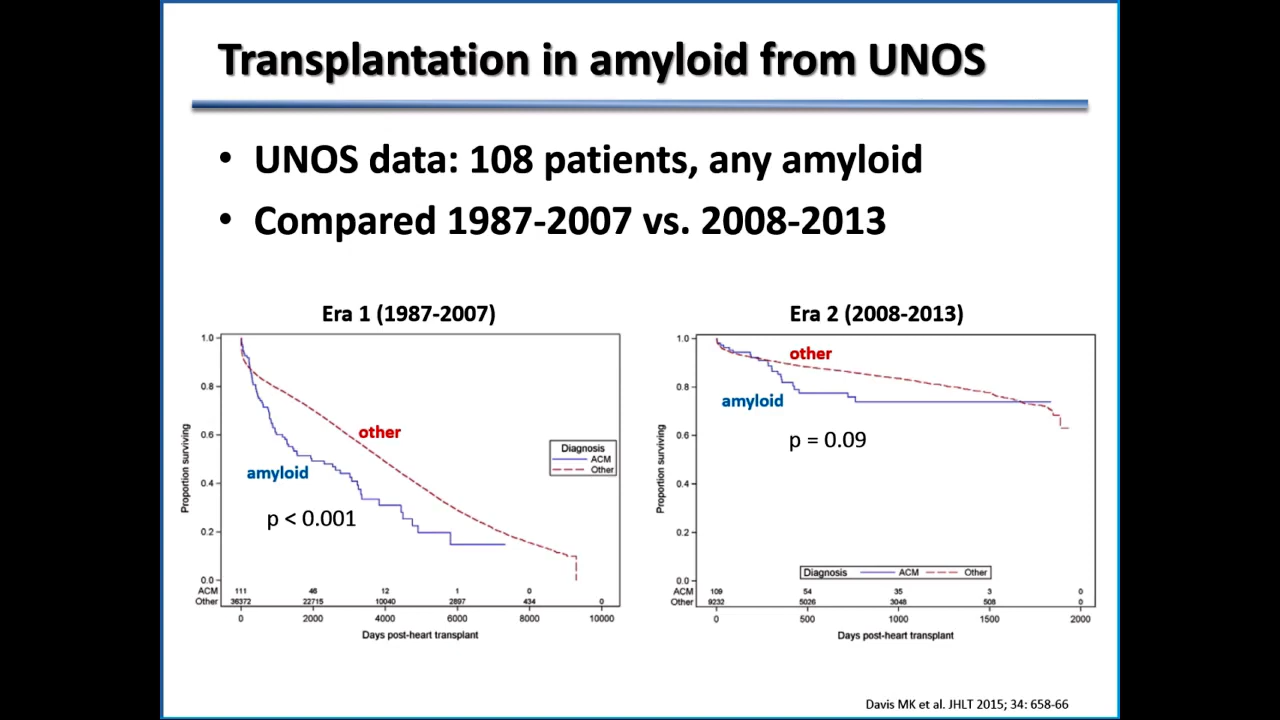 Transplantation in amyloid from UNOS
• UNOS data: 108 patients, any amyloid
• Compared 1987-2007 vs. 2008-2013
Era 1 (1987-2007)
1.0
0.8
0.6
0.4
0.2
0.0
Proportion surviving
other
amyloid
p < 0.001
Diagnosis
ACM
Other
ACM 111 46 12 1 0
Other 36372 22715 10040 2897 434 0
0 2000 4000 6000 8000 10000
Days post-heart transplant
Era 2 (2008-2013)
1.0
0.8
0.6
0.4
0.2
0.0
Proportion surviving
other
amyloid
p = 0.09
Diagnosis ACM Other
ACM 109 54 35 3 0
Other 9232 5026 3048 508 0
0 500 1000 1500 2000
Days post-heart transplant
Davis MK et al. JHLT 2015; 34: 658-66